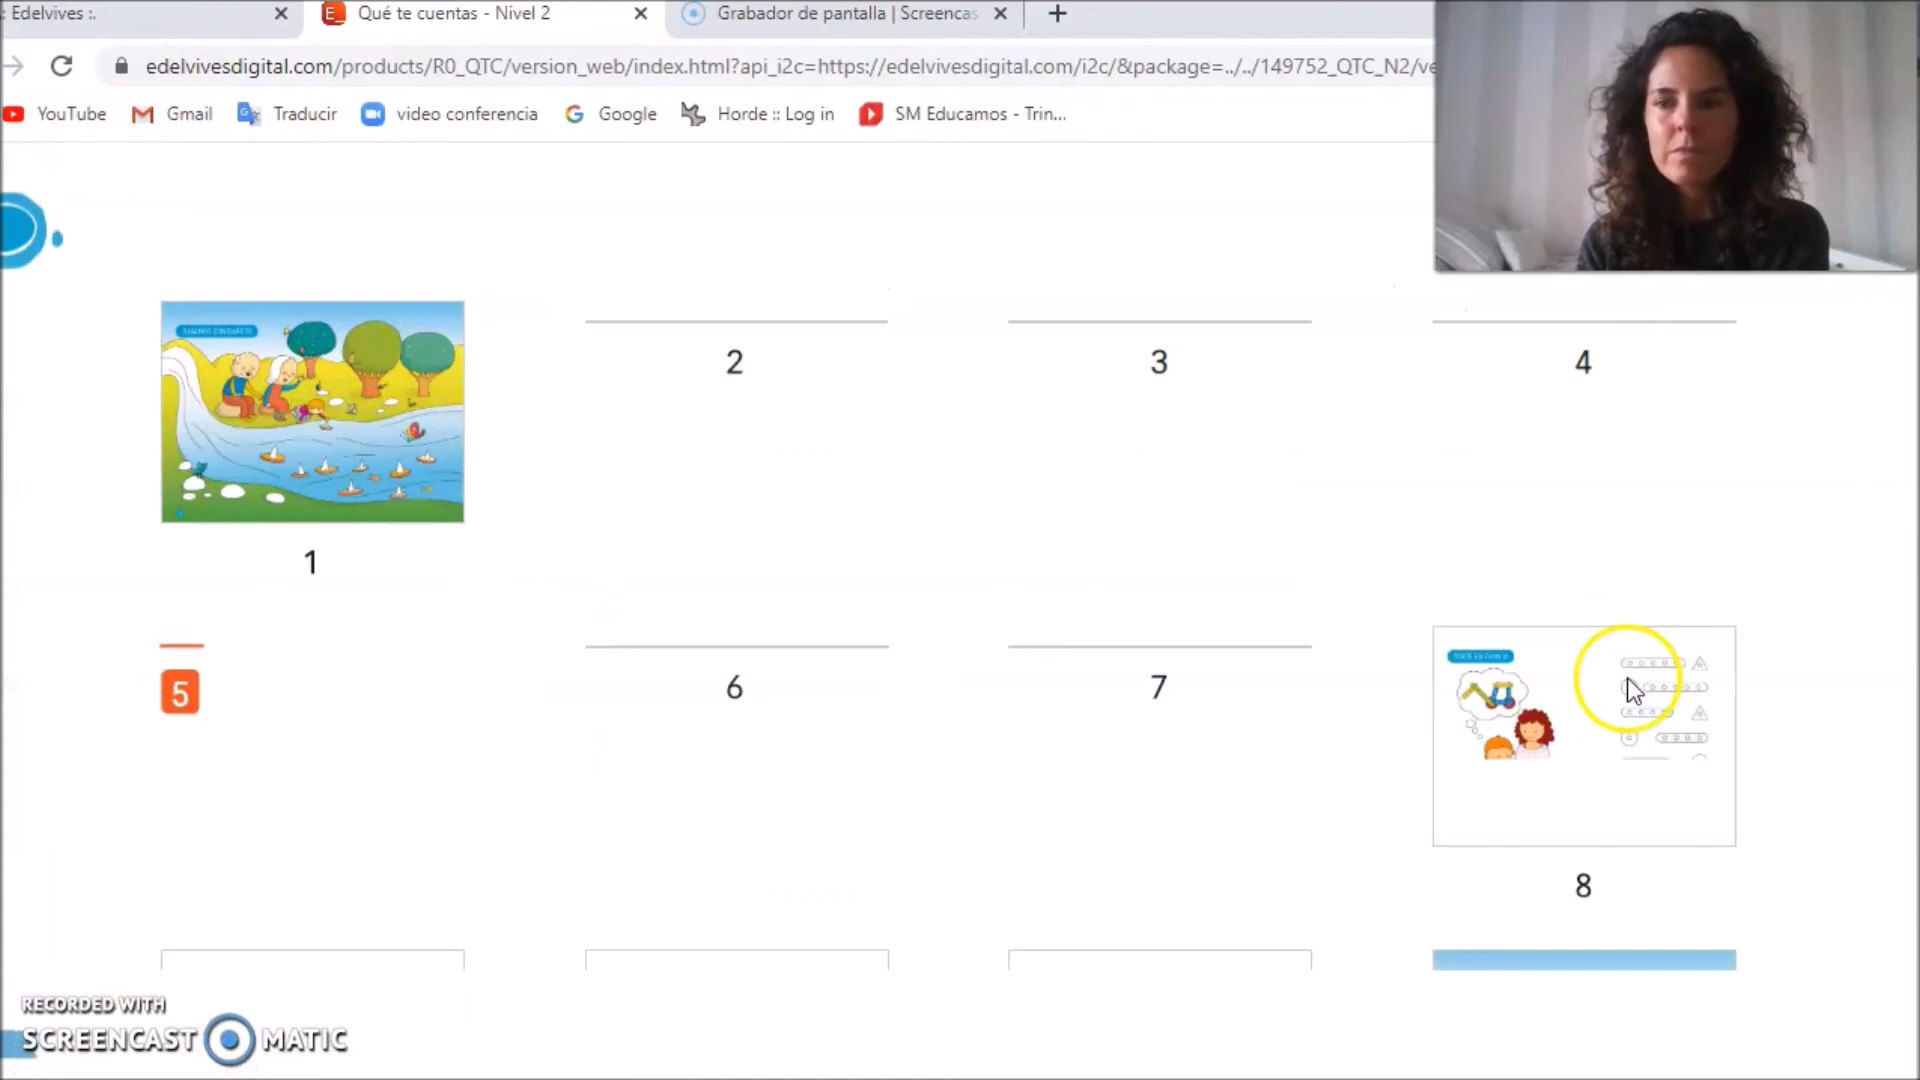 : Edelvives :.
Qué te cuentas - Nivel 2
Grabador de pantalla | Screencas
edelvivesdigital.com/products/R0_QTC/version_web/index.html?api_i2c=https://edelvivesdigital.com/i2c/&package=../../149752_QTC_N2/ve
YouTube
Gmail
Traducir
video conferencia
Google
Horde :: Log in
SM Educamos - Trin...
2
3
4
1
5
6
7
8
RECORDED WITH
SCREENCAST MATIC